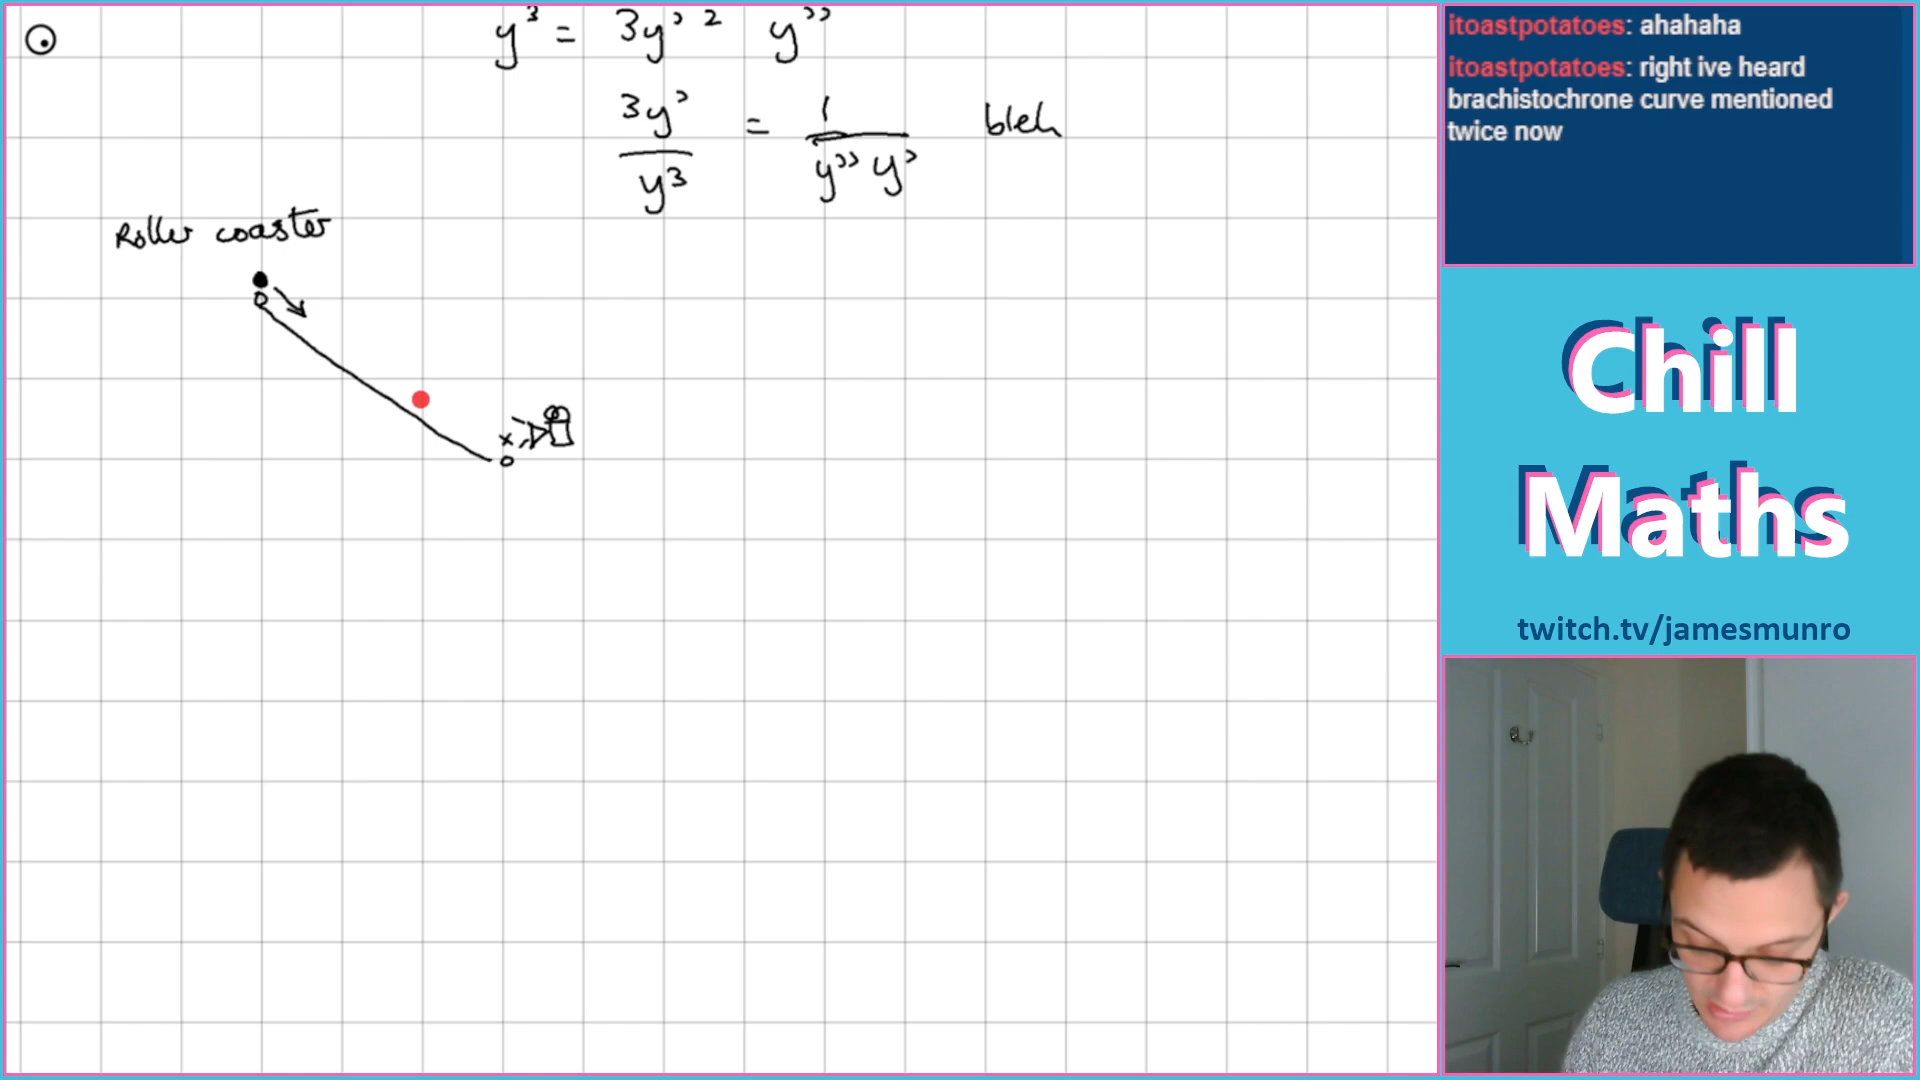 y³ = 3y'² y''
3y' / y³ = 1 / y'' y' bleh
Roller coaster
itoastpotatoes: ahahaha
itoastpotatoes: right ive heard
brachistochrone curve mentioned
twice now
Chill
Maths
twitch.tv/jamesmunro